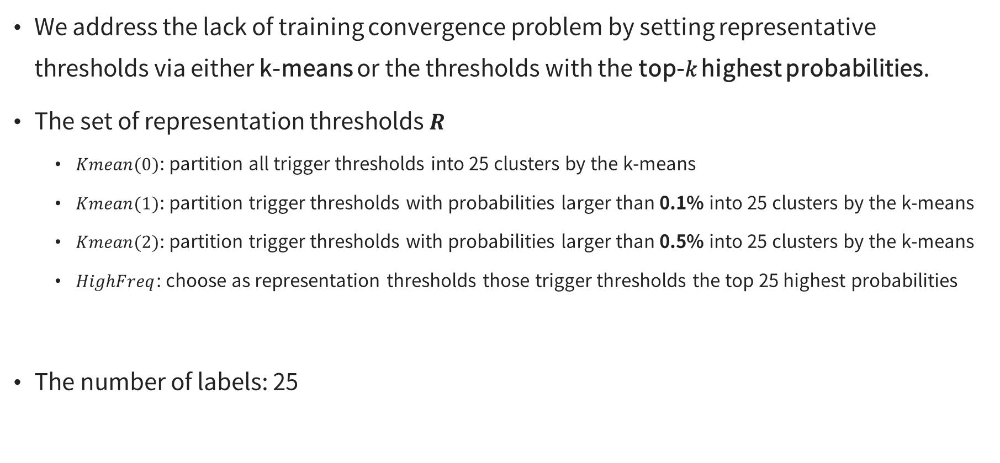 • We address the lack of training convergence problem by setting representative
thresholds via either k-means or the thresholds with the top-k highest probabilities.
• The set of representation thresholds R
• Kmean(0): partition all trigger thresholds into 25 clusters by the k-means
• Kmean(1): partition trigger thresholds with probabilities larger than 0.1% into 25 clusters by the k-means
• Kmean(2): partition trigger thresholds with probabilities larger than 0.5% into 25 clusters by the k-means
• HighFreq: choose as representation thresholds those trigger thresholds the top 25 highest probabilities
• The number of labels: 25